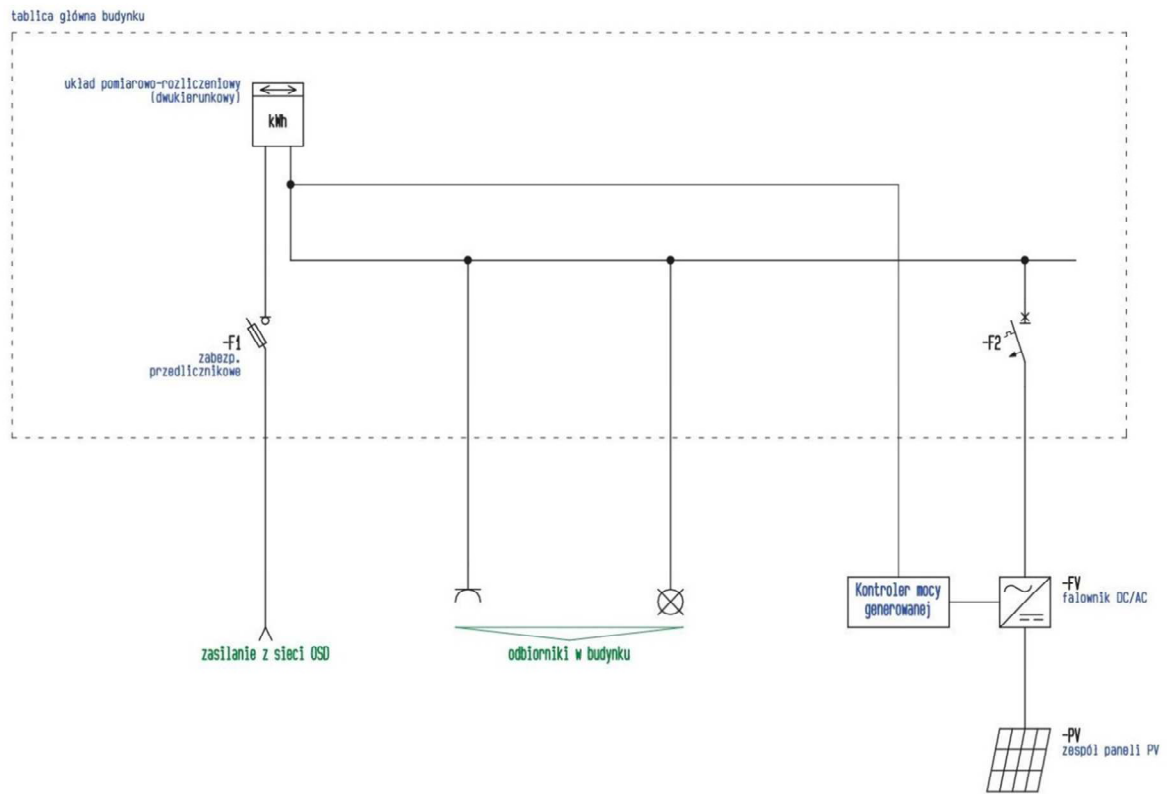 tablica główna budynku
układ pomiarowo-rozliczeniowy
(dwukierunkowy)
kWh
-F1
zabezp.
przedlicznikowe
-F2
Kontroler mocy
generowanej
-FV
falownik DC/AC
zasilanie z sieci OSD
odbiorniki w budynku
-PV
zespół paneli PV